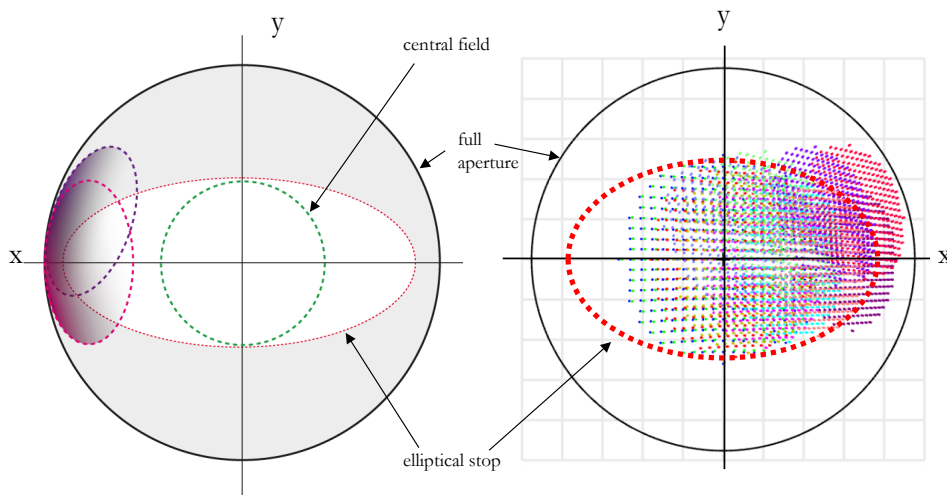 y
y
central field
full
aperture
x
x
elliptical stop